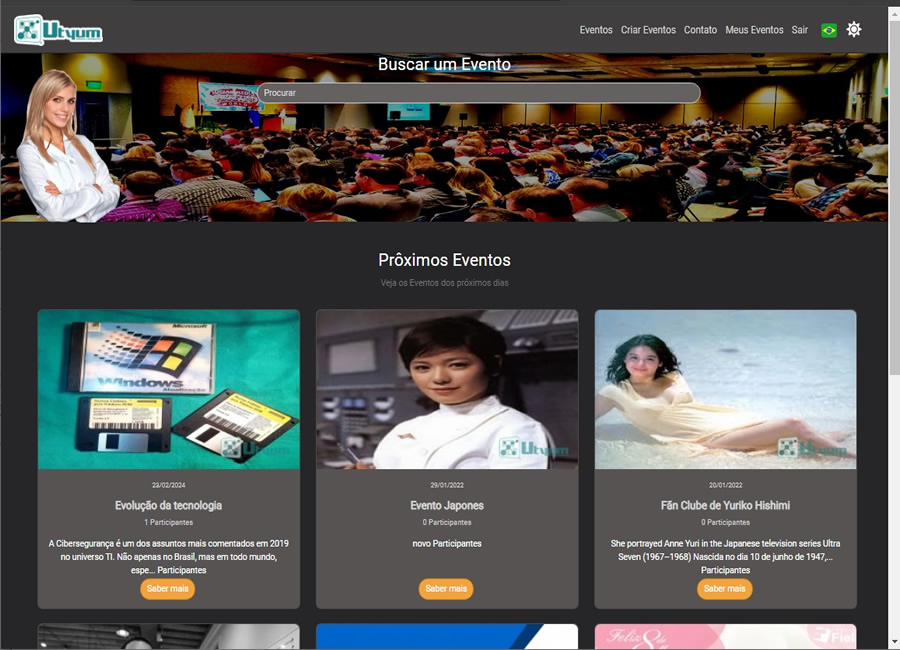 Utyum
Eventos Criar Eventos Contato Meus Eventos Sair
Buscar um Evento
Procurar
Prôximos Eventos
Veja os Eventos dos próximos dias
Microsoft
Windows
Utyum
Utyum
Utyum
23/02/2024
Evolução da tecnologia
1 Participantes
A Cibersegurança é um dos assuntos mais comentados em 2019
no universo TI. Não apenas no Brasil, mas em todo mundo,
espe... Participantes
Saber mais
29/01/2022
Evento Japones
0 Participantes
novo Participantes
Saber mais
20/01/2022
Fãn Clube de Yuriko Hishimi
0 Participantes
She portrayed Anne Yuri in the Japanese television series Ultra
Seven (1967–1968) Nascida no dia 10 de junho de 1947,...
Participantes
Saber mais
Feliz 8
Fiel